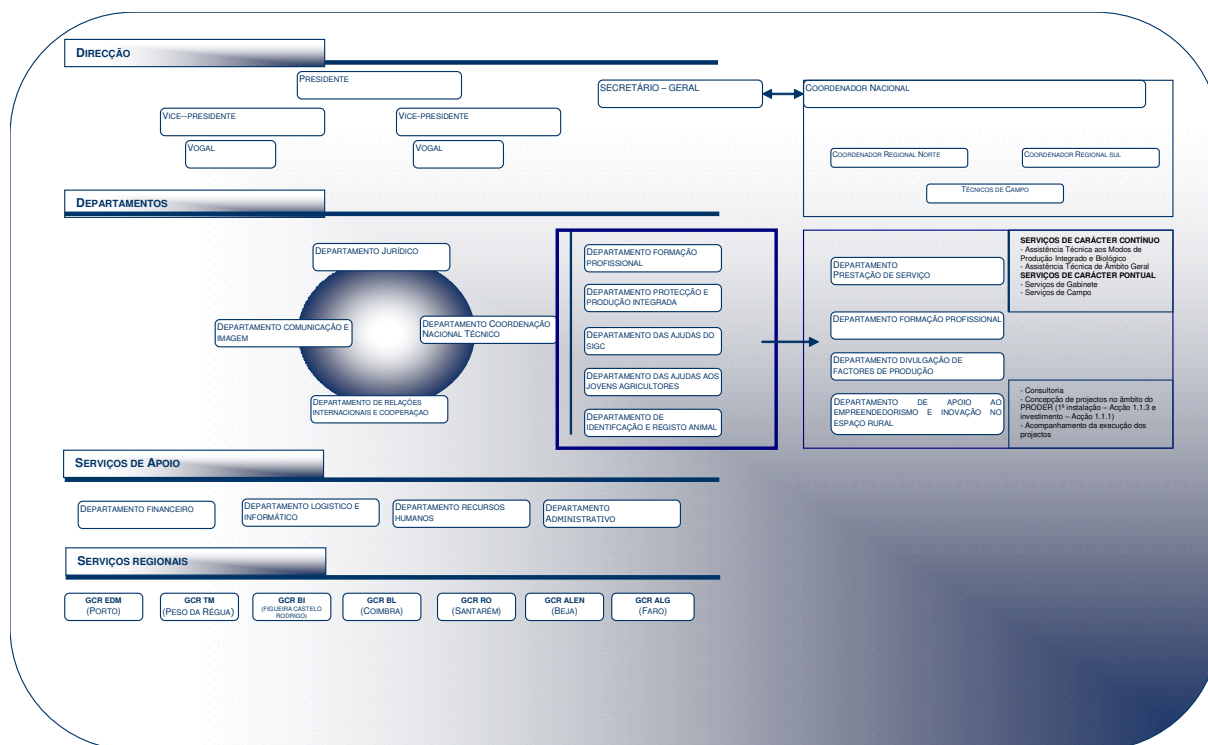 DIRECÇÃO
PRESIDENTE
SECRETÁRIO – GERAL
COORDENADOR NACIONAL
VICE--PRESIDENTE
VICE-PRESIDENTE
VOGAL
VOGAL
COORDENADOR REGIONAL NORTE
COORDENADOR REGIONAL SUL
TÉCNICOS DE CAMPO
DEPARTAMENTOS
DEPARTAMENTO JURÍDICO
DEPARTAMENTO COMUNICAÇÃO E
IMAGEM
DEPARTAMENTO COORDENAÇÃO
NACIONAL TÉCNICO
DEPARTAMENTO DE RELAÇÕES
INTERNACIONAIS E COOPERAÇAO
DEPARTAMENTO FORMAÇÃO
PROFISSIONAL
DEPARTAMENTO PROTECÇÃO E
PRODUÇÃO INTEGRADA
DEPARTAMENTO DAS AJUDAS DO
SIGC
DEPARTAMENTO DAS AJUDAS AOS
JOVENS AGRICULTORES
DEPARTAMENTO DE
IDENTIFCAÇÃO E REGISTO ANIMAL
DEPARTAMENTO
PRESTAÇÃO DE SERVIÇO
SERVIÇOS DE CARÁCTER CONTÍNUO
- Assistência Técnica aos Modos de
Produção Integrado e Biológico
- Assistência Técnica de Âmbito Geral
SERVIÇOS DE CARÁCTER PONTUAL
- Serviços de Gabinete
- Serviços de Campo
DEPARTAMENTO FORMAÇÃO PROFISSIONAL
DEPARTAMENTO DIVULGAÇÃO DE
FACTORES DE PRODUÇÃO
DEPARTAMENTO DE APOIO AO
EMPREENDEDORISMO E INOVAÇÃO NO
ESPAÇO RURAL
- Consultoria
- Concepção de projectos no âmbito do
PRODER (1ª instalação – Acção 1.1.3 e
investimento – Acção 1.1.1)
- Acompanhamento da execução dos
projectos
SERVIÇOS DE APOIO
DEPARTAMENTO FINANCEIRO
DEPARTAMENTO LOGISTICO E
INFORMÁTICO
DEPARTAMENTO RECURSOS
HUMANOS
DEPARTAMENTO
ADMINISTRATIVO
SERVIÇOS REGIONAIS
GCR EDM
(PORTO)
GCR TM
(PESO DA RÉGUA)
GCR BI
(FIGUEIRA CASTELO
RODRIGO)
GCR BL
(COIMBRA)
GCR RO
(SANTARÉM)
GCR ALEN
(BEJA)
GCR ALG
(FARO)